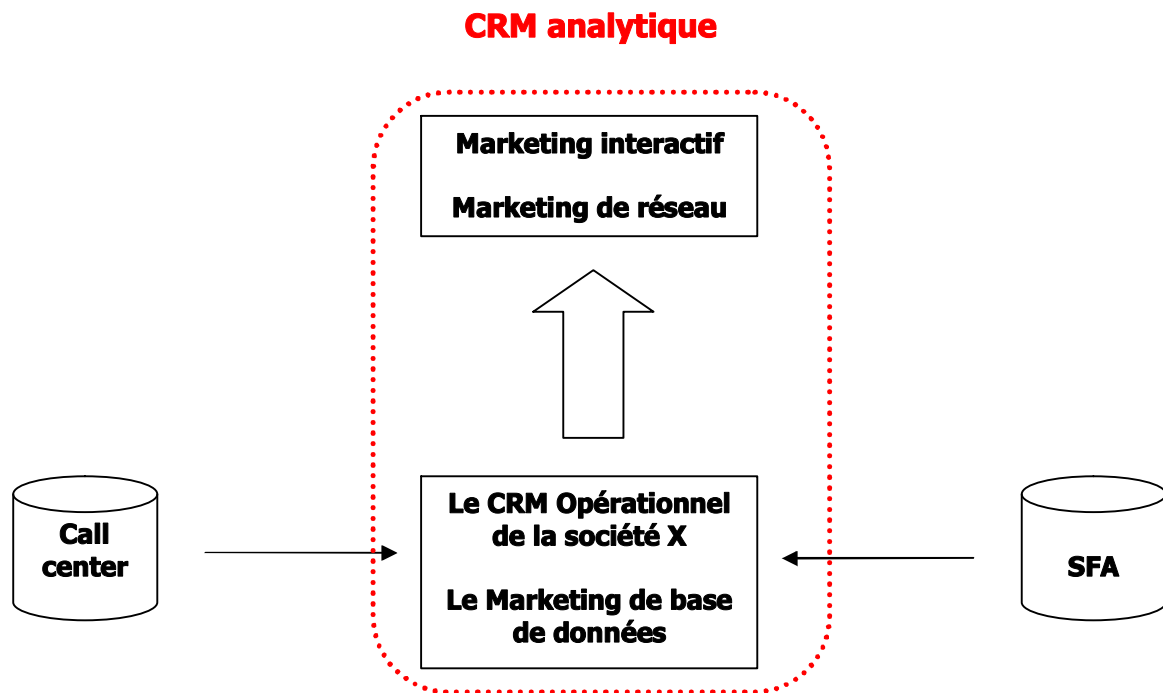 CRM analytique
Marketing interactif
Marketing de réseau
Call
center
Le CRM Opérationnel
de la société X
Le Marketing de base
de données
SFA